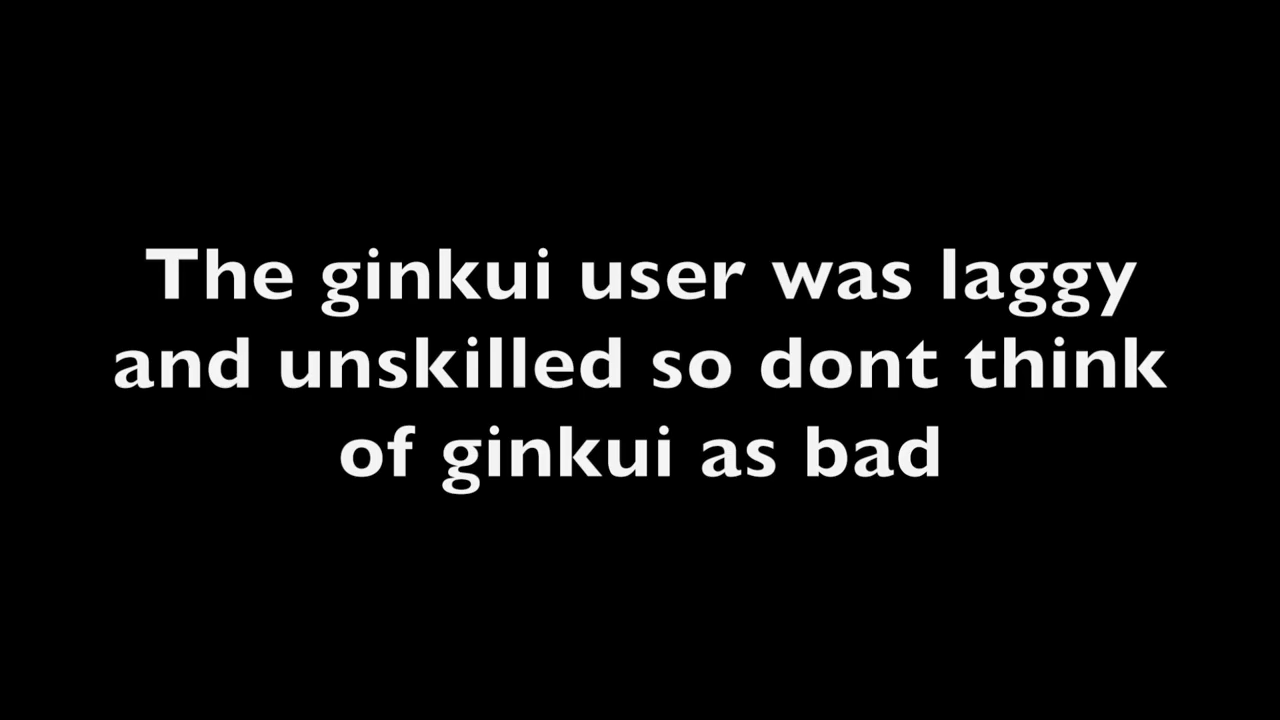 The ginkui user was laggy
and unskilled so dont think
of ginkui as bad